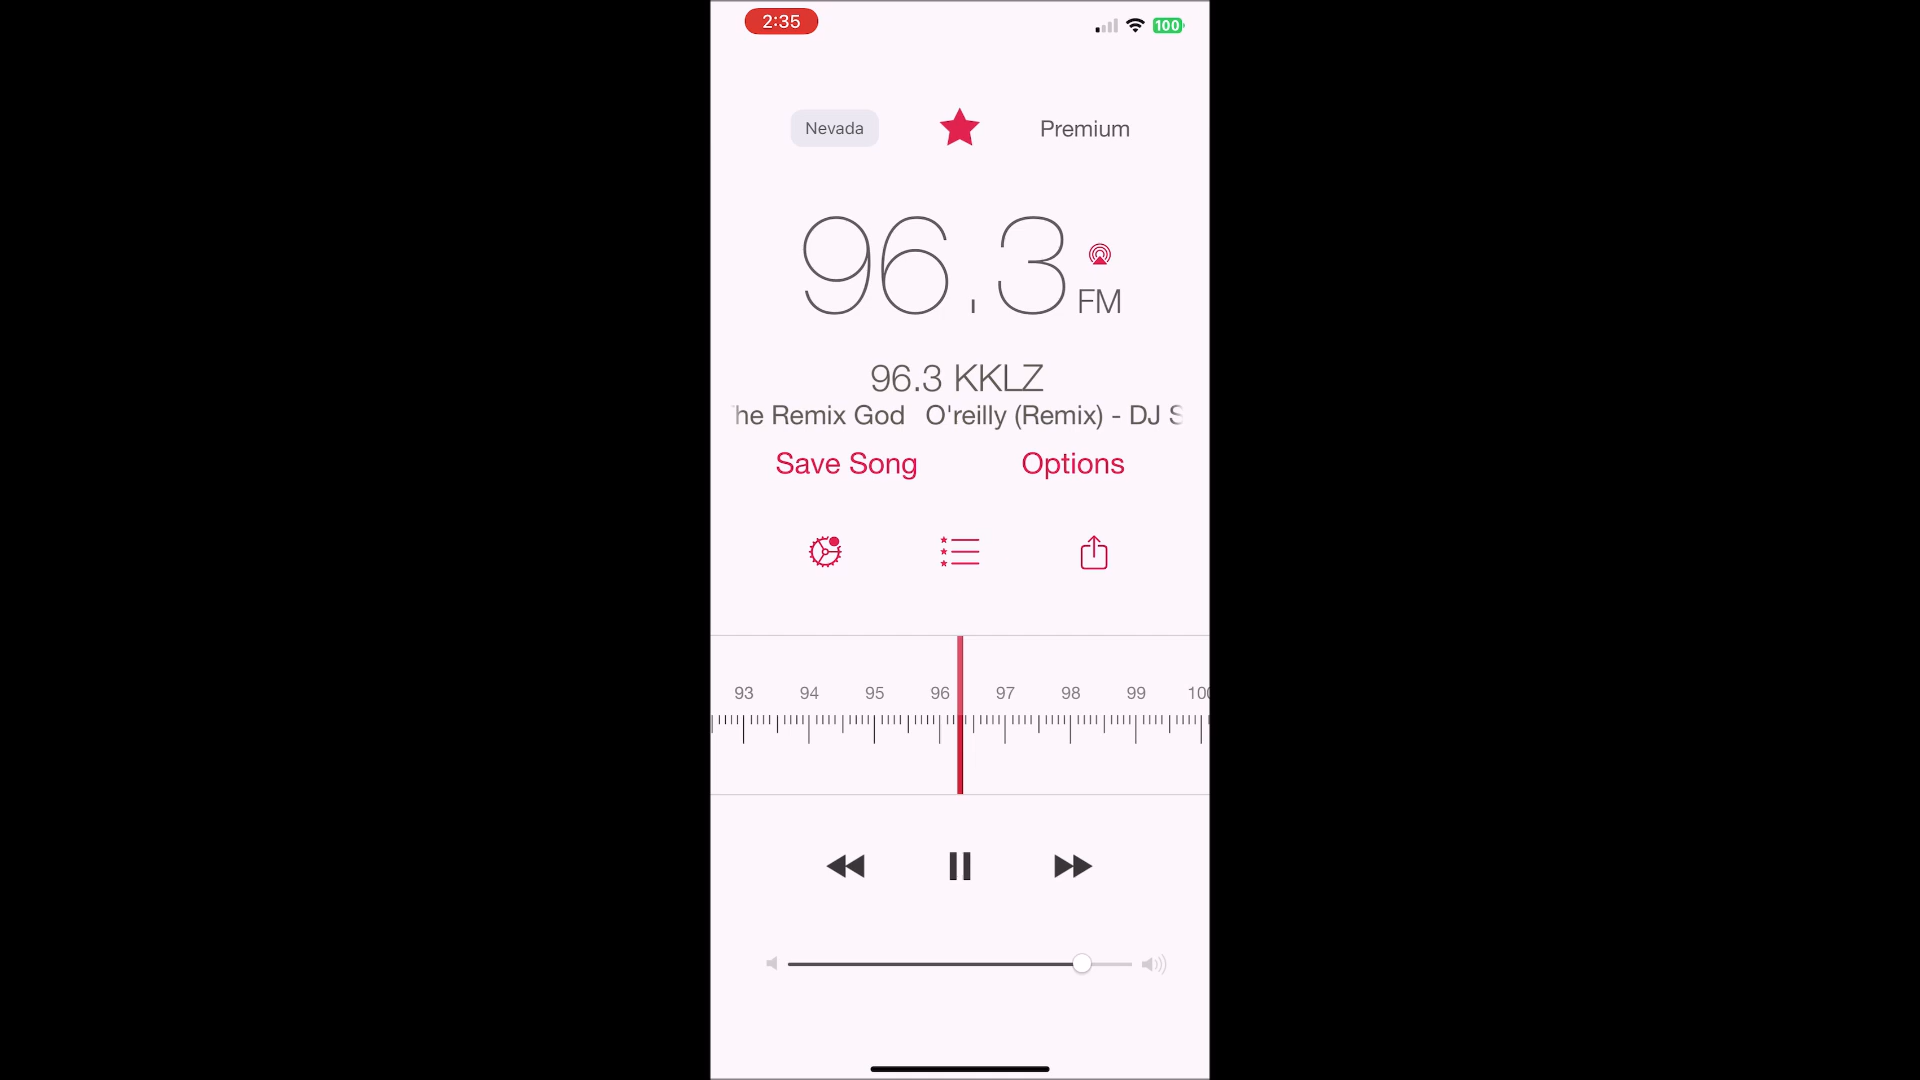 2:35
100
Nevada
Premium
96.3
FM
96.3 KKLZ
he Remix God O'reilly (Remix) - DJ S
Save Song
Options
93 94 95 96 97 98 99 100